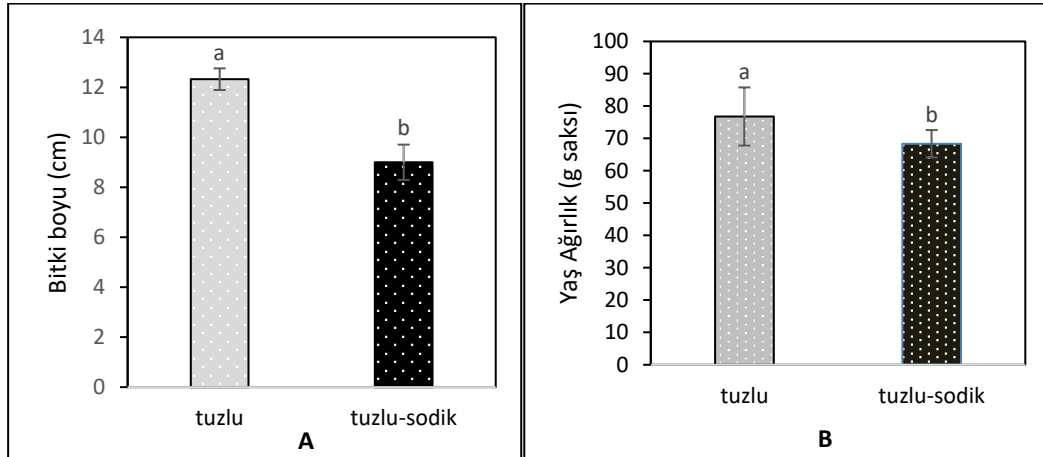 Bitki boyu (cm)
14
12
10
8
6
4
2
0
a
b
tuzlu
tuzlu-sodik
A
Yaş Ağırlık (g saksı)
100
90
80
70
60
50
40
30
20
10
0
a
b
tuzlu
tuzlu-sodik
B